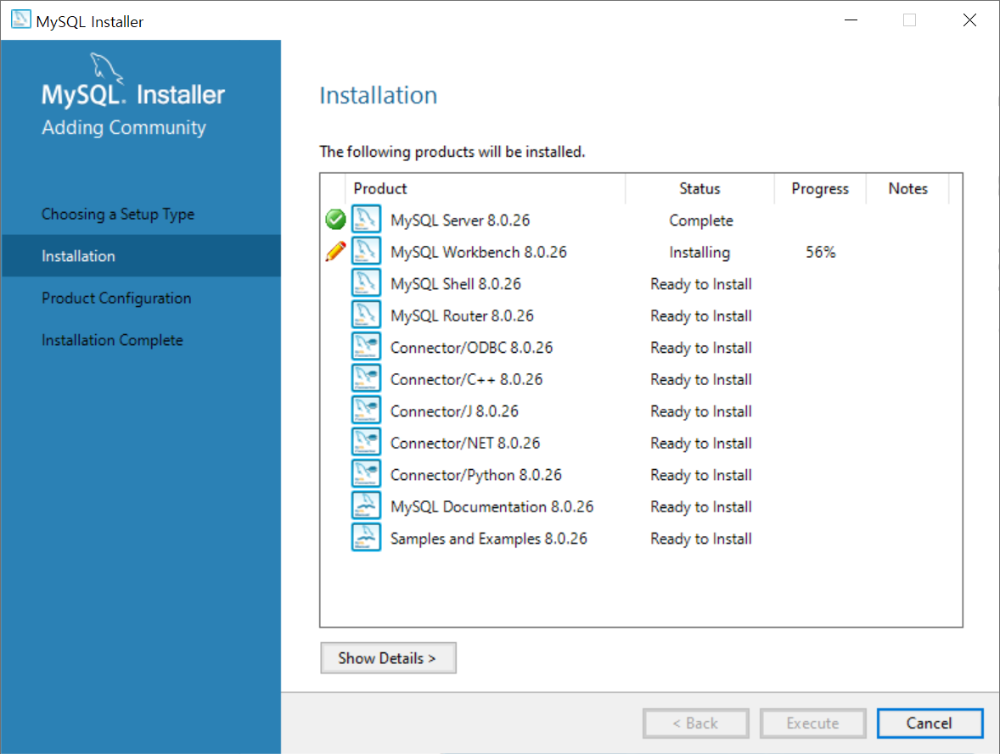 MySQL Installer
MySQL. Installer
Adding Community
Choosing a Setup Type
Installation
Product Configuration
Installation Complete
Installation
The following products will be installed.
Product Status Progress Notes
MySQL Server 8.0.26 Complete
MySQL Workbench 8.0.26 Installing 56%
MySQL Shell 8.0.26 Ready to Install
MySQL Router 8.0.26 Ready to Install
Connector/ODBC 8.0.26 Ready to Install
Connector/C++ 8.0.26 Ready to Install
Connector/J 8.0.26 Ready to Install
Connector/NET 8.0.26 Ready to Install
Connector/Python 8.0.26 Ready to Install
MySQL Documentation 8.0.26 Ready to Install
Samples and Examples 8.0.26 Ready to Install
Show Details >
< Back Execute Cancel